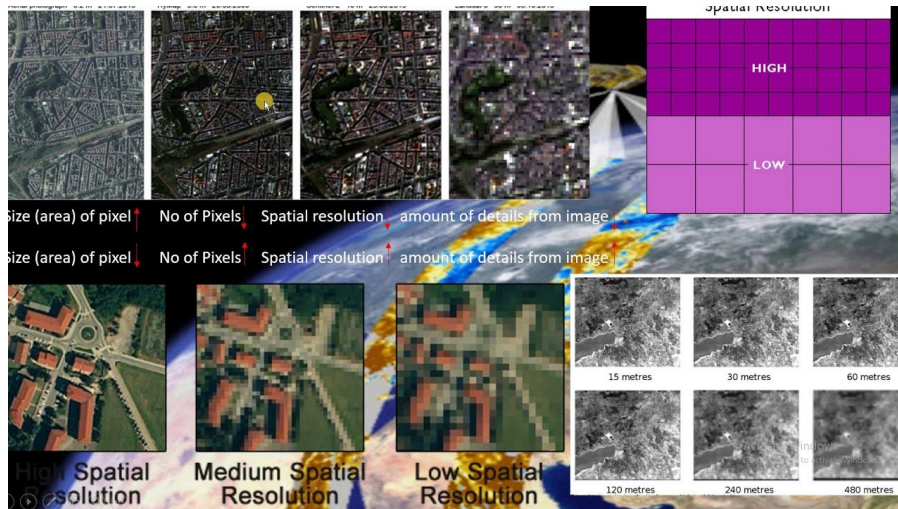 Spatial Resolution
HIGH
LOW
Size (area) of pixel No of Pixels Spatial resolution amount of details from image
Size (area) of pixel No of Pixels Spatial resolution amount of details from image
15 metres 30 metres 60 metres
120 metres 240 metres 480 metres
High Spatial Resolution
Medium Spatial Resolution
Low Spatial Resolution